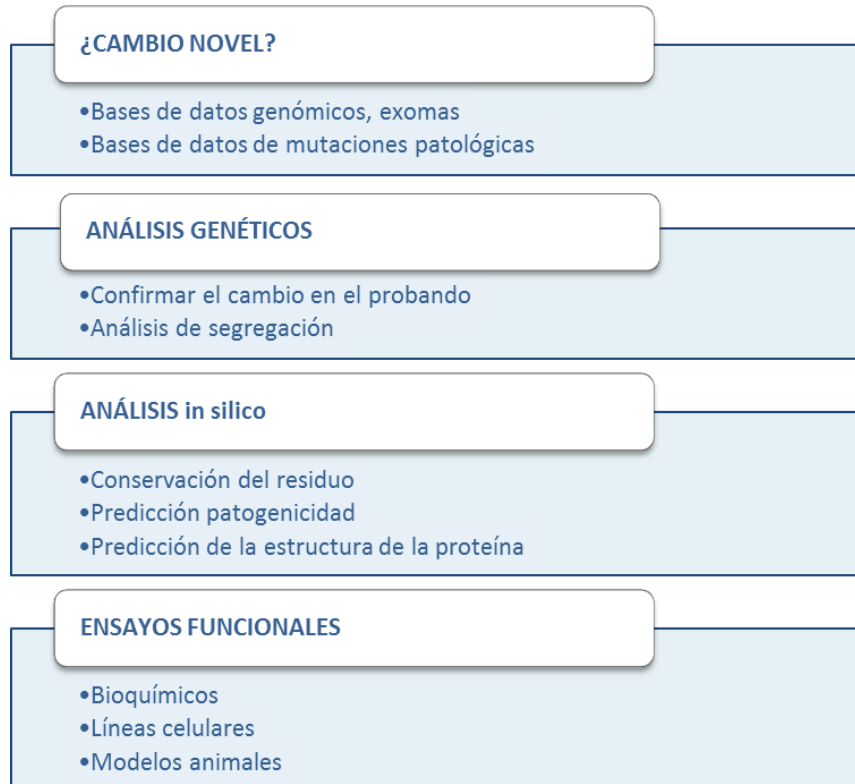 ¿CAMBIO NOVEL?
•Bases de datos genómicos, exomas
•Bases de datos de mutaciones patológicas
ANÁLISIS GENÉTICOS
•Confirmar el cambio en el probando
•Análisis de segregación
ANÁLISIS in silico
•Conservación del residuo
•Predicción patogenicidad
•Predicción de la estructura de la proteína
ENSAYOS FUNCIONALES
•Bioquímicos
•Líneas celulares
•Modelos animales